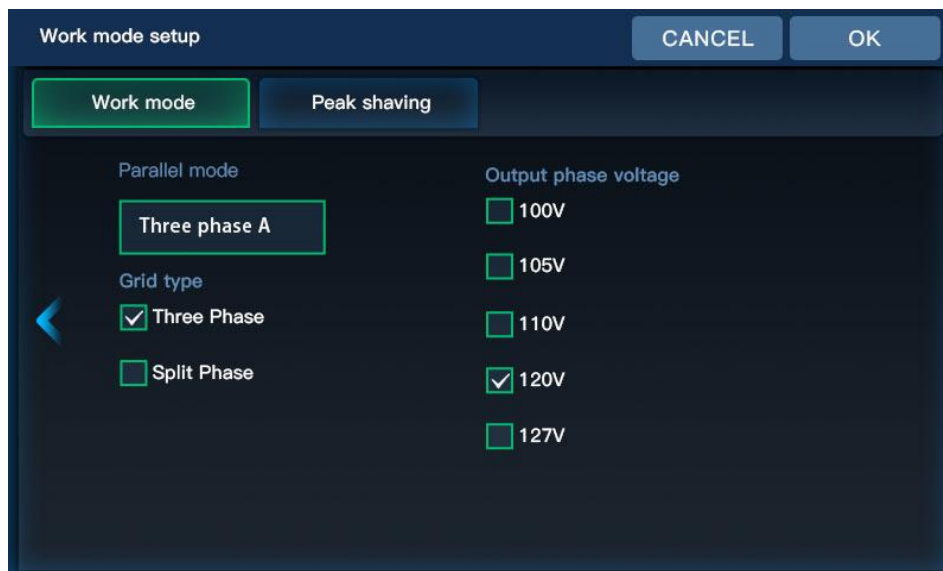 Work mode setup
CANCEL
OK
Work mode
Peak shaving
Parallel mode
Three phase A
Grid type
Three Phase
Split Phase
Output phase voltage
100V
105V
110V
120V
127V